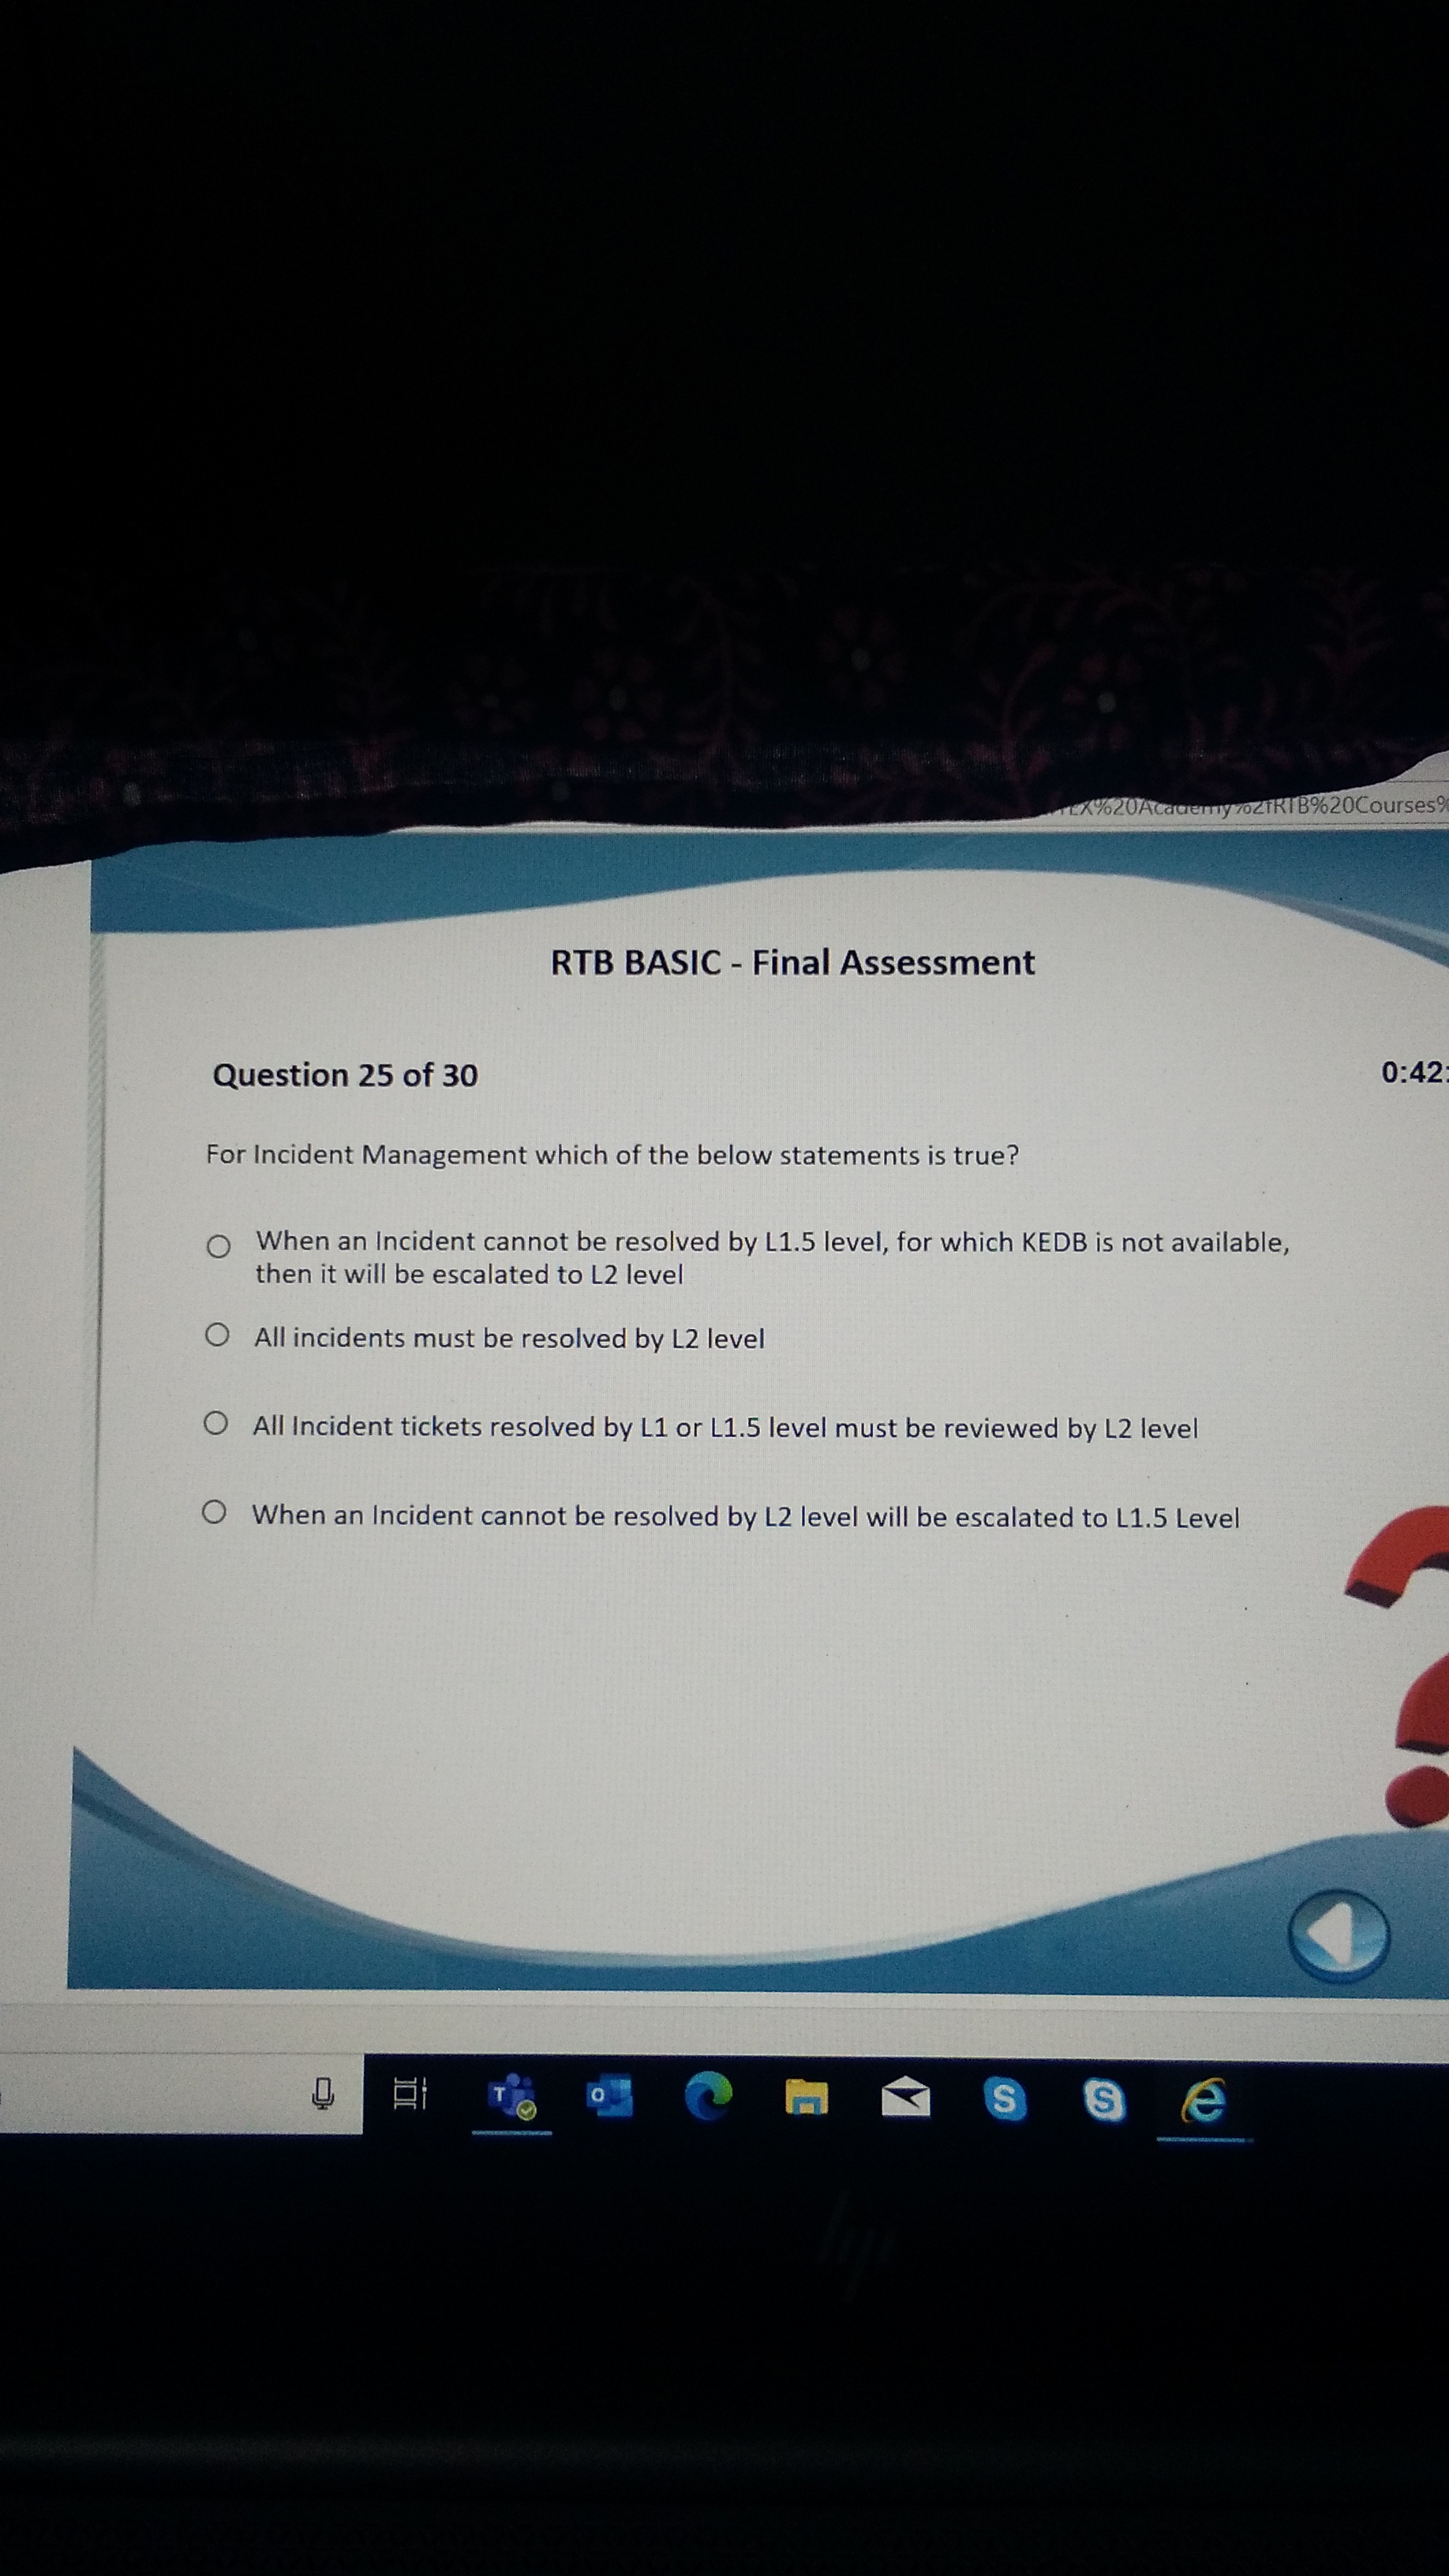 RTB%20Courses%
RTB BASIC - Final Assessment
Question 25 of 30
0:42:
For Incident Management which of the below statements is true?
When an Incident cannot be resolved by L1.5 level, for which KEDB is not available,
then it will be escalated to L2 level
All incidents must be resolved by L2 level
All Incident tickets resolved by L1 or L1.5 level must be reviewed by L2 level
When an Incident cannot be resolved by L2 level will be escalated to L1.5 Level
hp